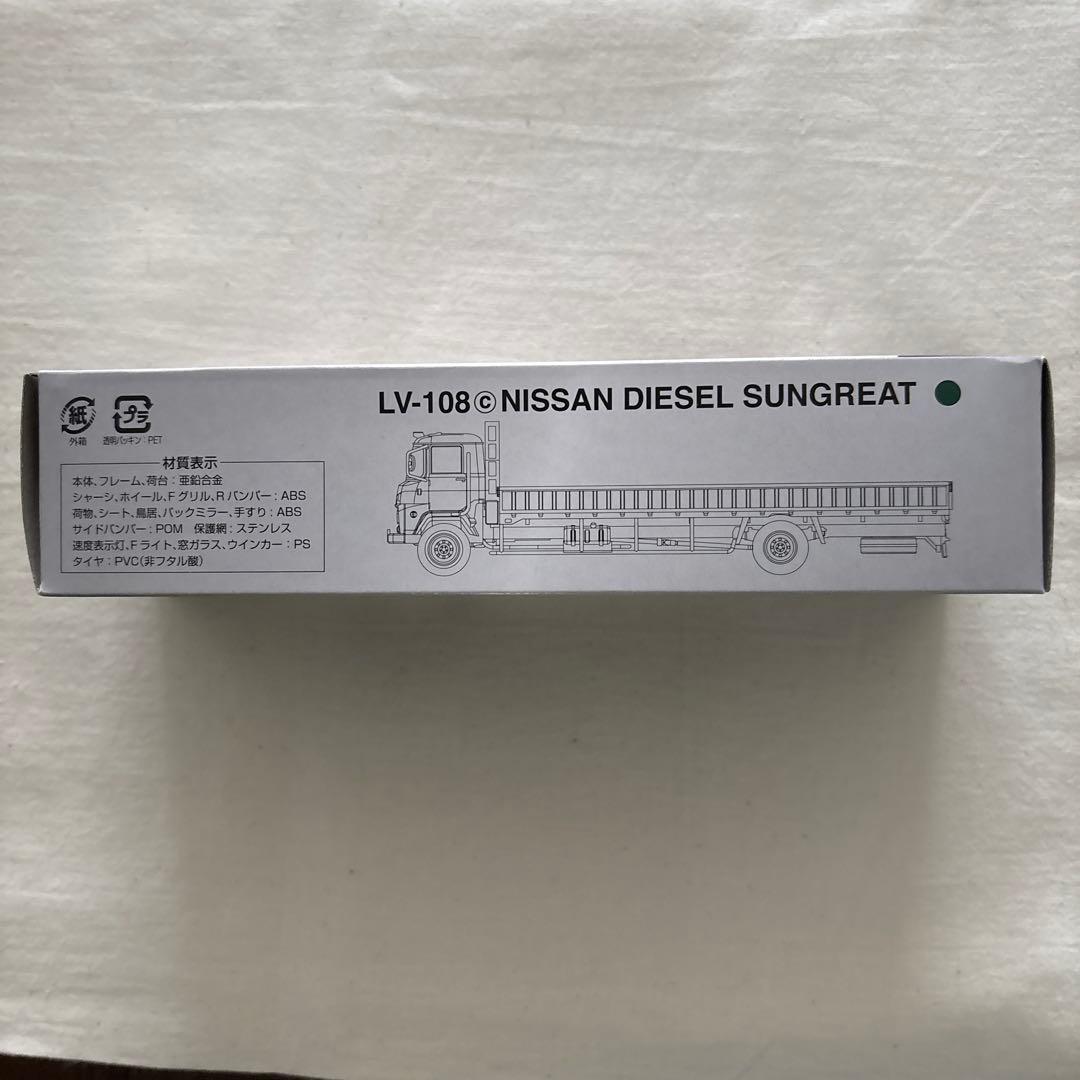 LV-108ⓒNISSAN DIESEL SUNGREAT
紙
外箱
プラ
透明パッキン：PET
材質表示
本体、フレーム、荷台：亜鉛合金
シャーシ、ホイール、Fグリル、Rバンパー：ABS
荷物、シート、鳥居、バックミラー、手すり：ABS
サイドバンパー：POM　保護網：ステンレス
速度表示灯、Fライト、窓ガラス、ウインカー：PS
タイヤ：PVC（非フタル酸）